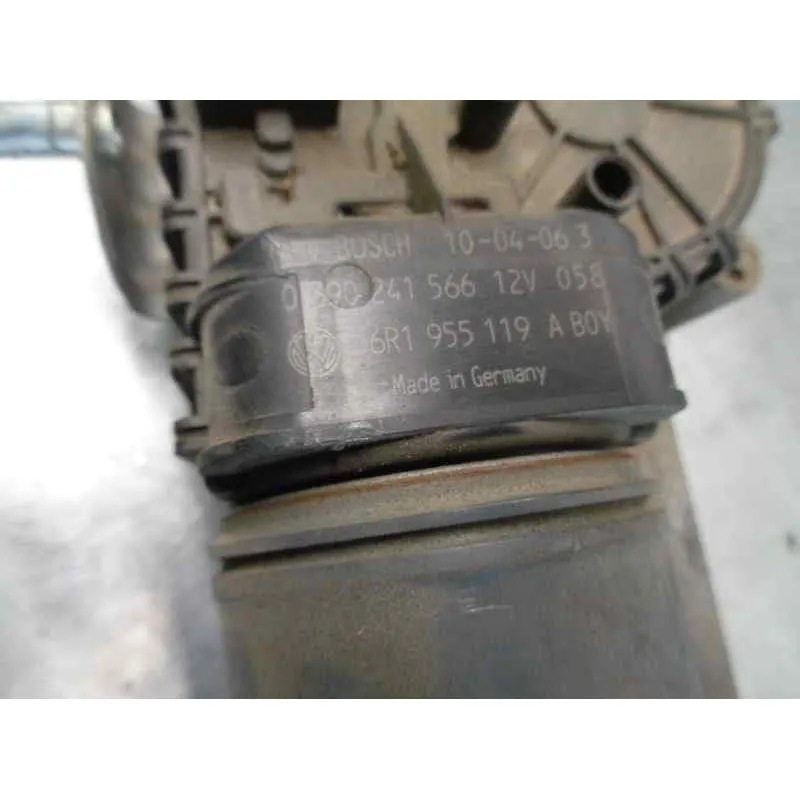 BOSCH 10-04-06 3
0 390 241 566 12V 058
6R1 955 119 A BOY
Made in Germany